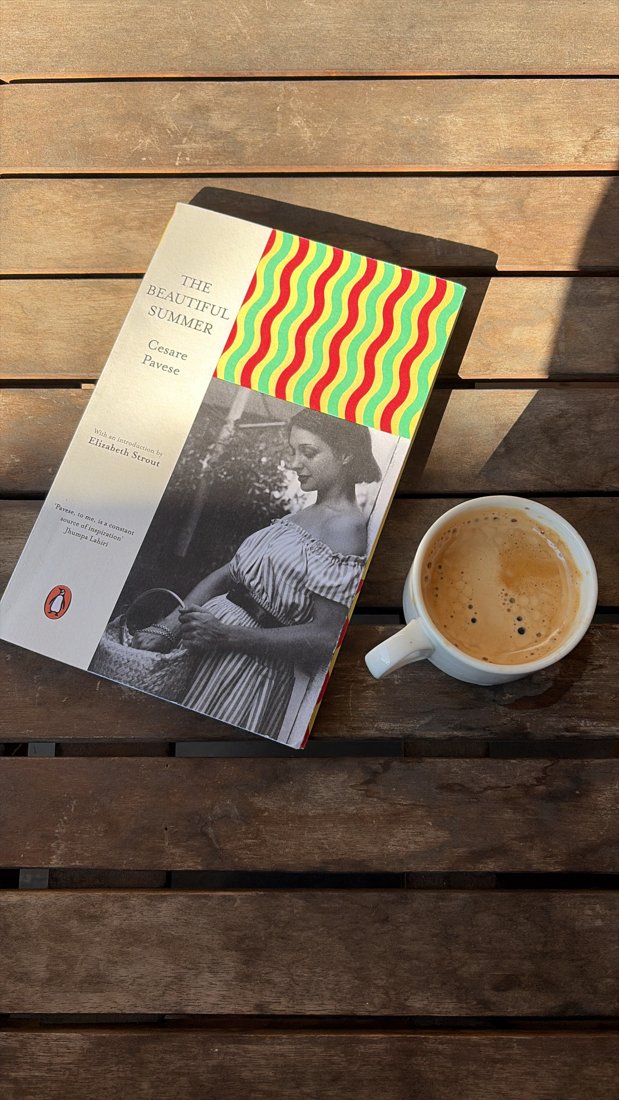 THE
BEAUTIFUL
SUMMER
Cesare
Pavese
With an introduction by
Elizabeth Strout
'Pavese, to me, is a constant
source of inspiration'
Jhumpa Lahiri